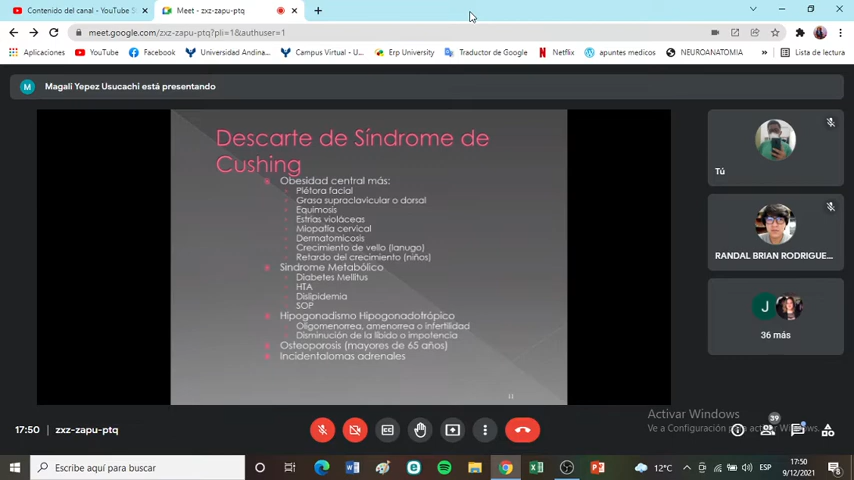 Contenido del canal - YouTube S
Meet - zxz-zapu-ptq
meet.google.com/zxz-zapu-ptq?pli=1&authuser=1
Aplicaciones
YouTube
Facebook
Universidad Andina...
Campus Virtual - U...
Erp University
Traductor de Google
Netflix
apuntes medicos
NEUROANATOMIA
Lista de lectura
M
Magali Yepez Usucachi está presentando
Descarte de Síndrome de
Cushing
Obesidad central más:
Plétora facial
Grasa supraclavicular o dorsal
Equimosis
Estrías violáceas
Miopatía cervical
Dermatomicosis
Crecimiento de vello (lanugo)
Retardo del crecimiento (niños)
Síndrome Metabólico
Diabetes Mellitus
HTA
Dislipidemia
SOP
Hipogonadismo Hipogonadotrópico
Oligomenorrea, amenorrea o infertilidad
Disminución de la líbido o impotencia
Osteoporosis (mayores de 65 años)
Incidentalomas adrenales
11
Tú
RANDAL BRIAN RODRIGUE...
J
36 más
Activar Windows
Ve a Configuración para activar Windows.
17:50
zxz-zapu-ptq
39
Escribe aquí para buscar
12°C
ESP
17:50
9/12/2021